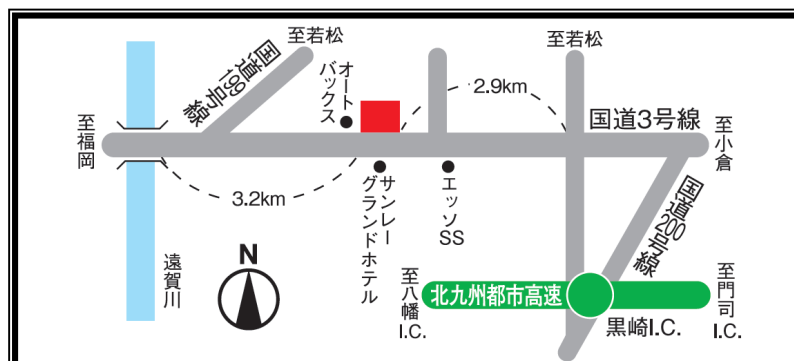 至若松
至若松
国道199号線
オート
バックス
2.9km
国道3号線
至福岡
至小倉
3.2km
サンレー
グランドホテル
エッソSS
国道200号線
遠賀川
N
至八幡I.C.
北九州都市高速
至門司I.C.
黒崎I.C.